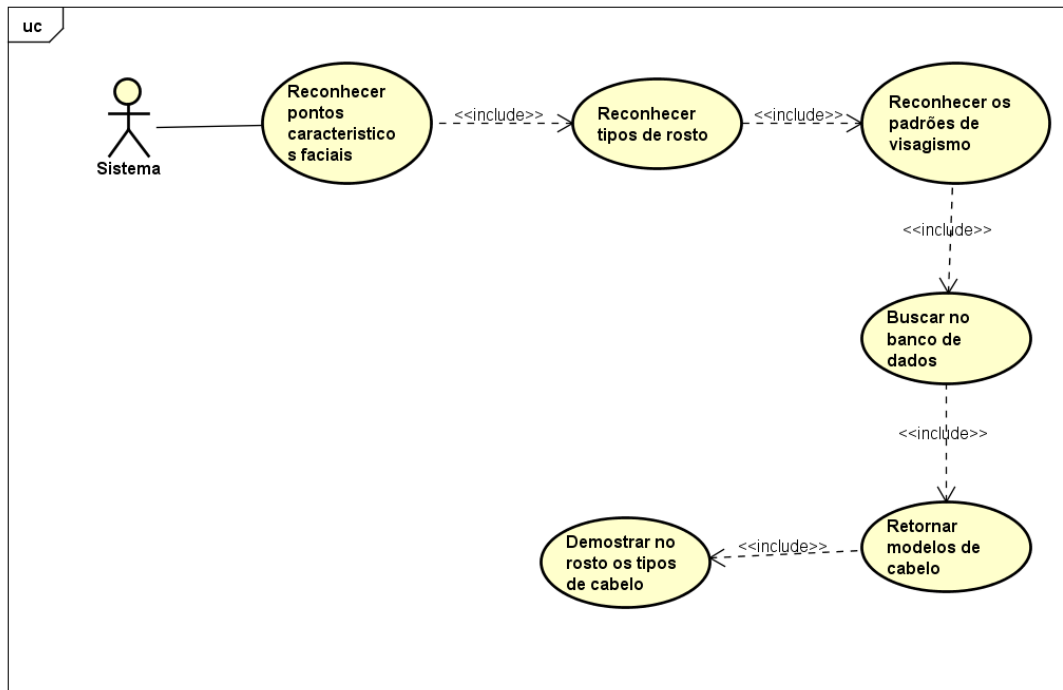 uc
Sistema
Reconhecer
pontos
caracteristico
s faciais
<<include>>
Reconhecer
tipos de rosto
<<include>>
Reconhecer os
padrões de
visagismo
<<include>>
Buscar no
banco de
dados
<<include>>
Retornar
modelos de
cabelo
<<include>>
Demostrar no
rosto os tipos
de cabelo